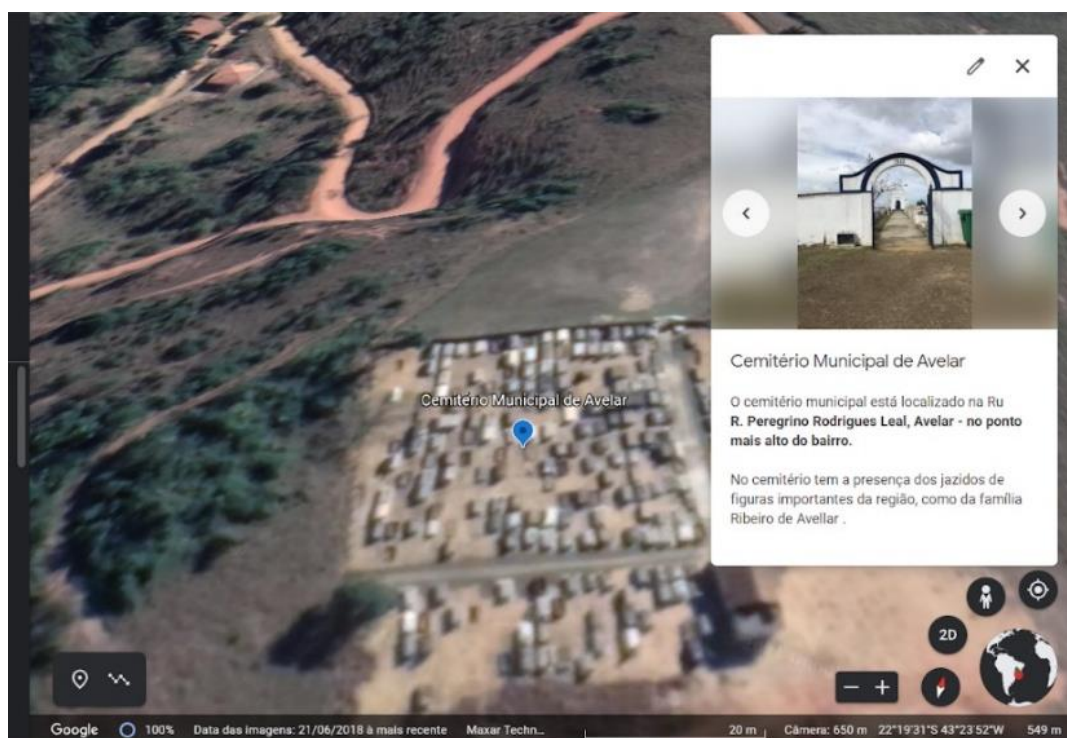 Cemitério Municipal de Avelar
Cemitério Municipal de Avelar
O cemitério municipal está localizado na Ru
R. Peregrino Rodrigues Leal, Avelar - no ponto
mais alto do bairro.
No cemitério tem a presença dos jazidos de
figuras importantes da região, como da família
Ribeiro de Avellar .
2D
Google 100% Data das imagens: 21/06/2018 à mais recente Maxar Techn... 20 m Câmera: 650 m 22°19'31"S 43°23'52"W 549 m